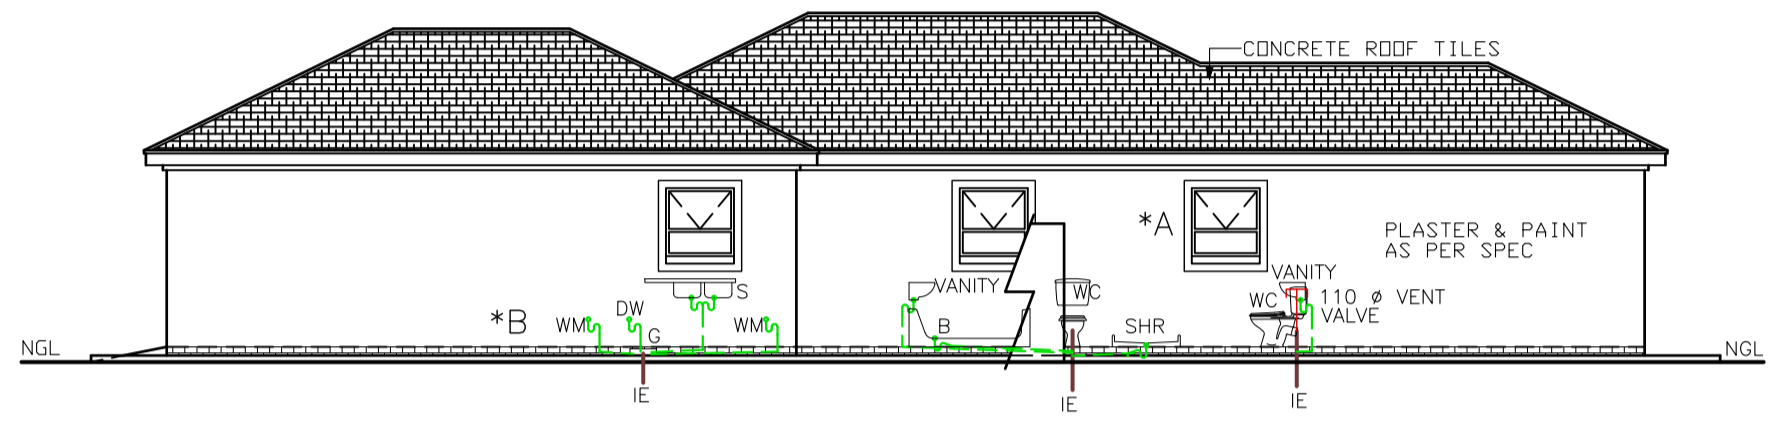 CONCRETE ROOF TILES
*A
PLASTER & PAINT
AS PER SPEC
VANITY
VANITY
S
WC
WC
110 ø VENT
VALVE
*B
WM
DW
G
WM
B
SHR
NGL
NGL
IE
IE
IE